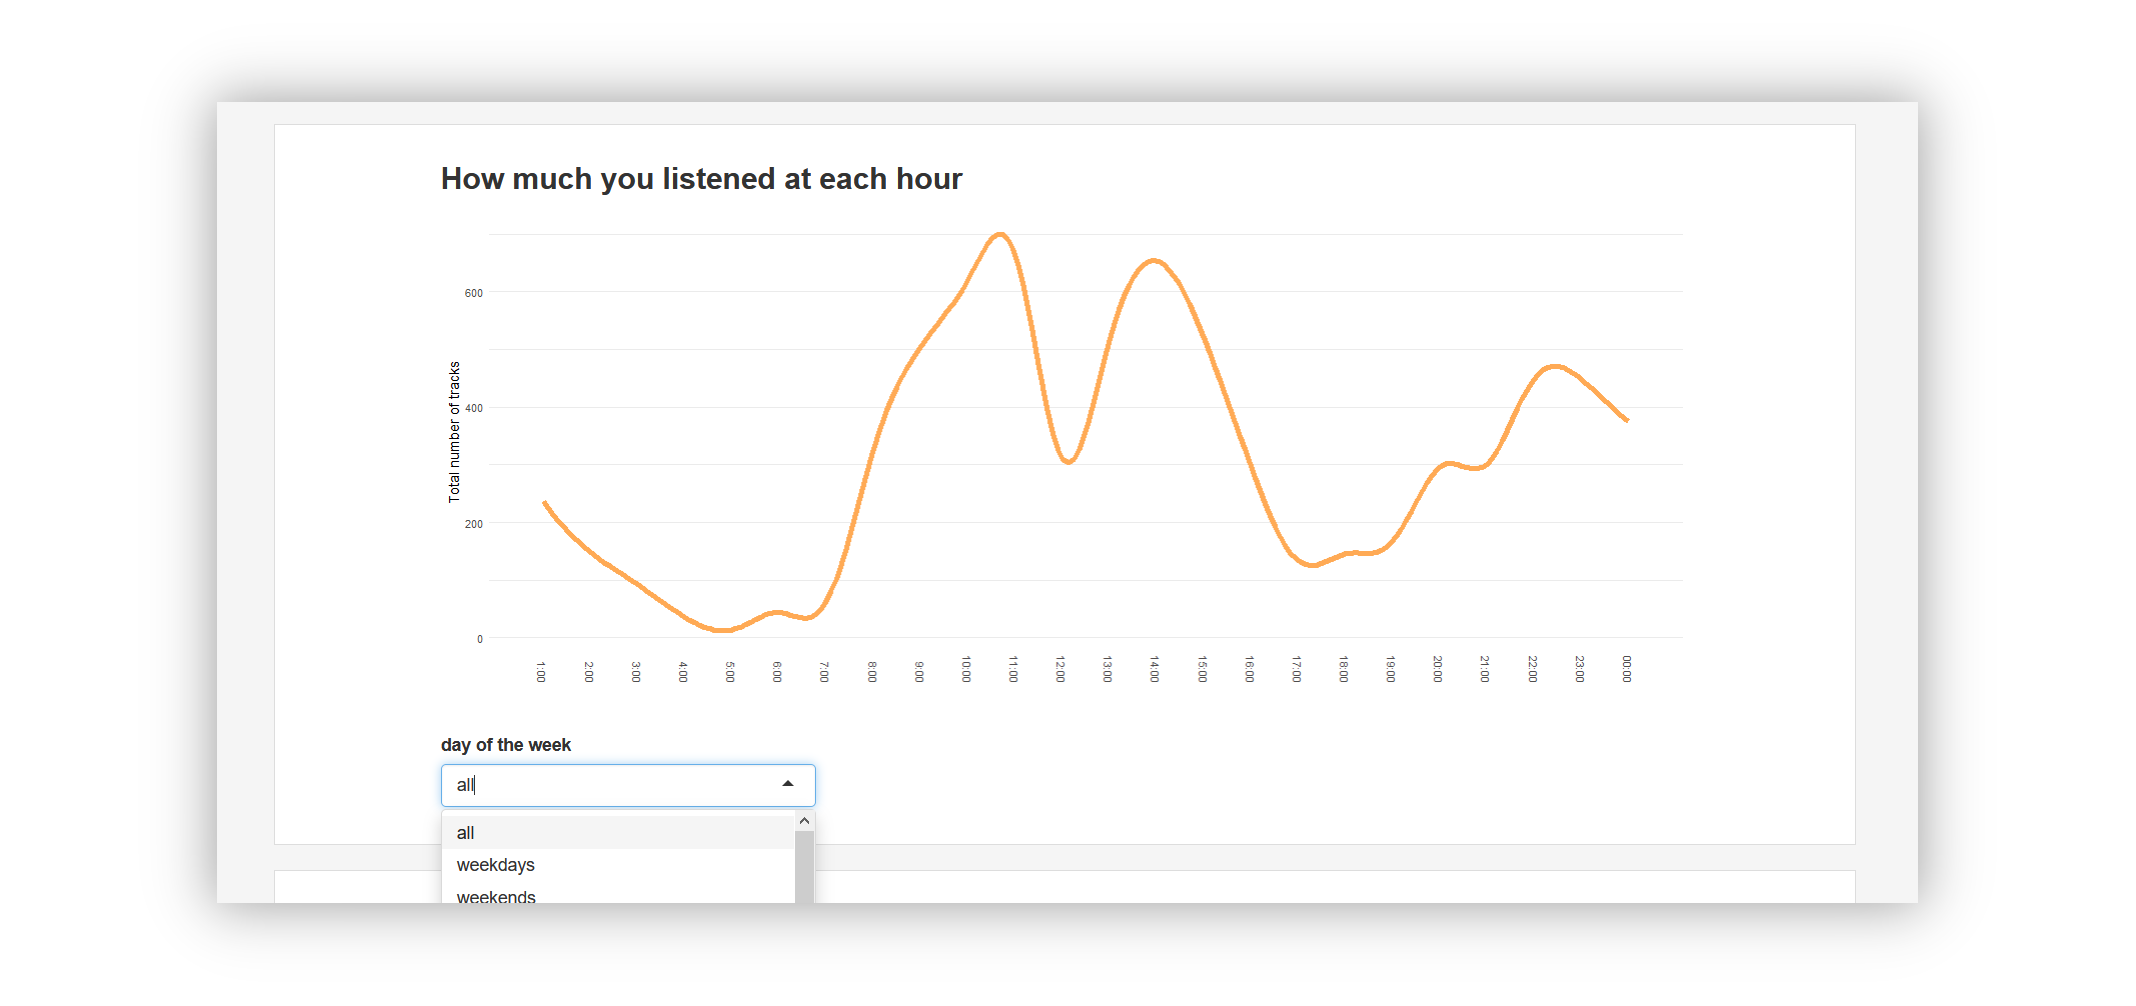 How much you listened at each hour
Total number of tracks
600
400
200
0
1:00 2:00 3:00 4:00 5:00 6:00 7:00 8:00 9:00 10:00 11:00 12:00 13:00 14:00 15:00 16:00 17:00 18:00 19:00 20:00 21:00 22:00 23:00 00:00
day of the week
all
all
weekdays
weekends